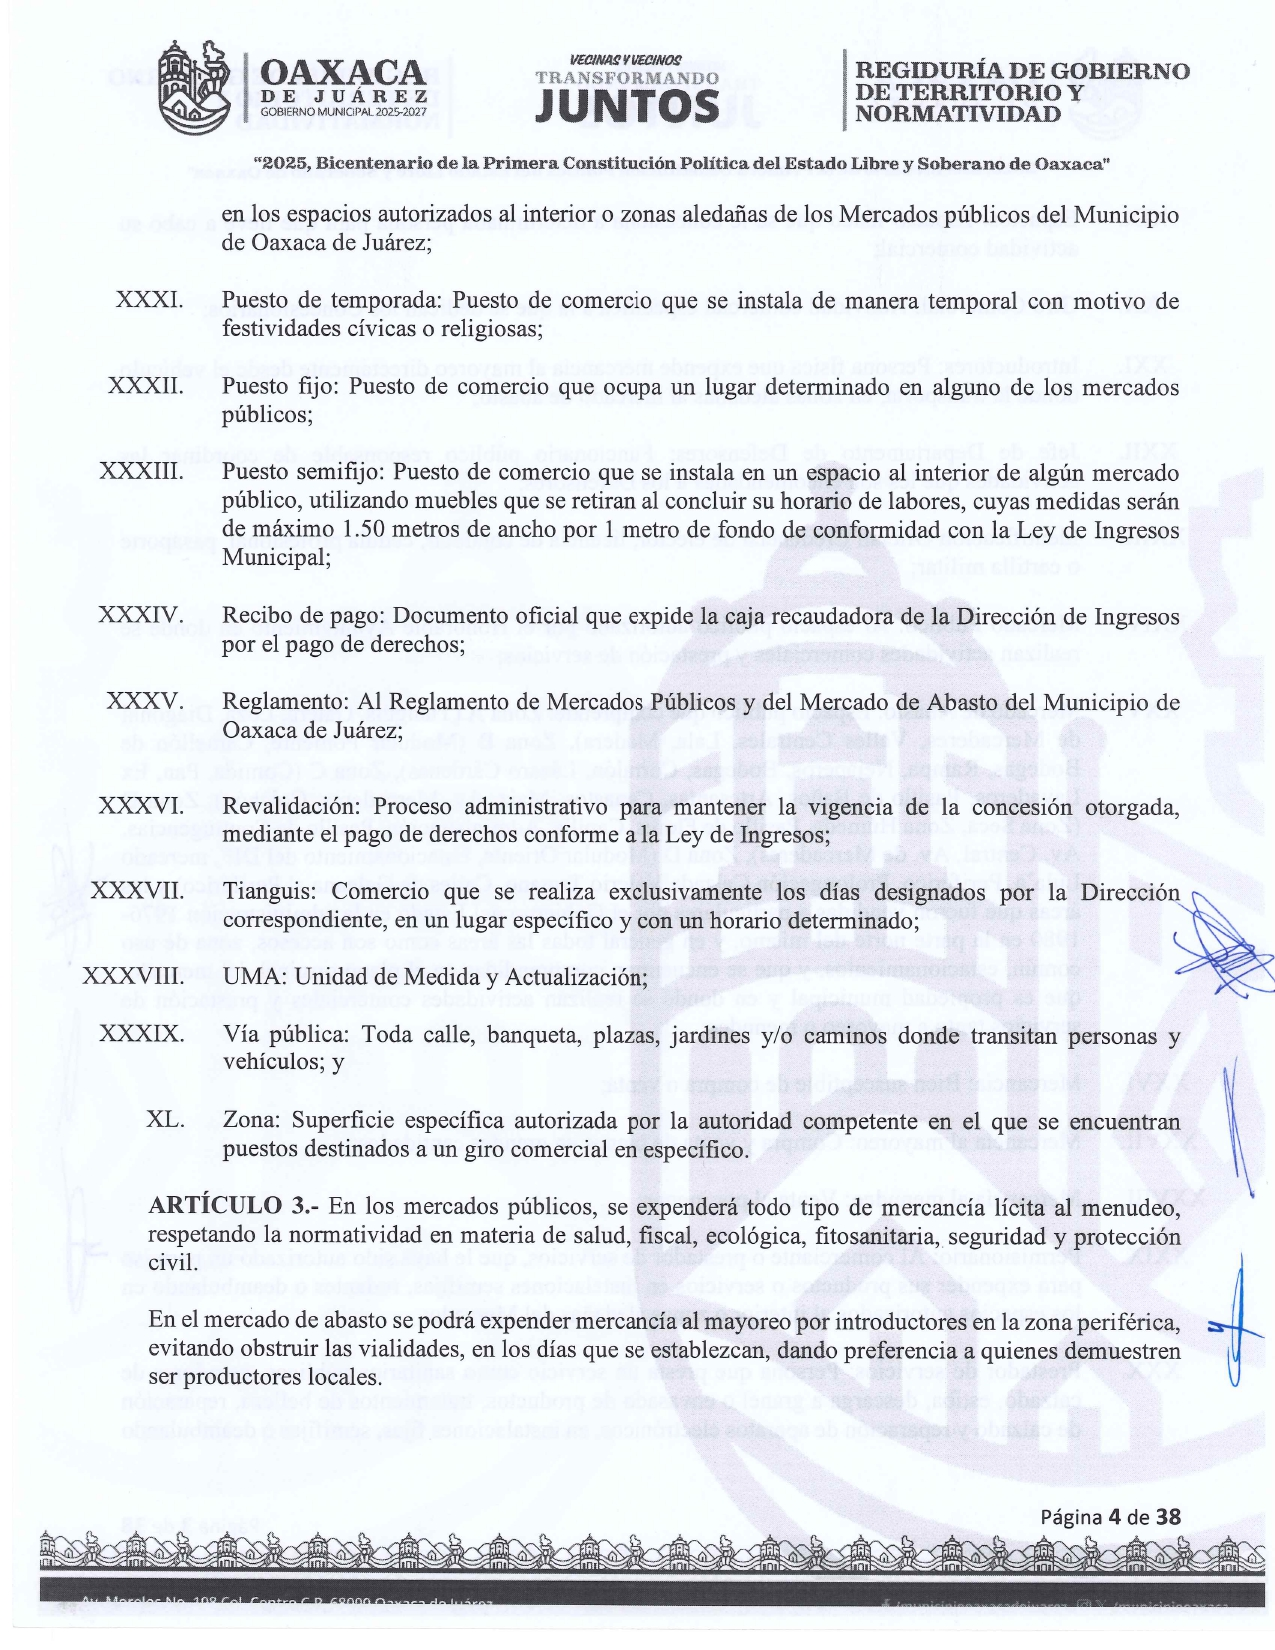 OAXACA
DE JUÁREZ
GOBIERNO MUNICIPAL 2025-2027
VECINAS Y VECINOS
TRANSFORMANDO
JUNTOS
REGIDURÍA DE GOBIERNO
DE TERRITORIO Y
NORMATIVIDAD
"2025, Bicentenario de la Primera Constitución Política del Estado Libre y Soberano de Oaxaca"
en los espacios autorizados al interior o zonas aledañas de los Mercados públicos del Municipio
de Oaxaca de Juárez;
XXXI. Puesto de temporada: Puesto de comercio que se instala de manera temporal con motivo de
festividades cívicas o religiosas;
XXXII. Puesto fijo: Puesto de comercio que ocupa un lugar determinado en alguno de los mercados
públicos;
XXXIII. Puesto semifijo: Puesto de comercio que se instala en un espacio al interior de algún mercado
público, utilizando muebles que se retiran al concluir su horario de labores, cuyas medidas serán
de máximo 1.50 metros de ancho por 1 metro de fondo de conformidad con la Ley de Ingresos
Municipal;
XXXIV. Recibo de pago: Documento oficial que expide la caja recaudadora de la Dirección de Ingresos
por el pago de derechos;
XXXV. Reglamento: Al Reglamento de Mercados Públicos y del Mercado de Abasto del Municipio de
Oaxaca de Juárez;
XXXVI. Revalidación: Proceso administrativo para mantener la vigencia de la concesión otorgada,
mediante el pago de derechos conforme a la Ley de Ingresos;
XXXVII. Tianguis: Comercio que se realiza exclusivamente los días designados por la Dirección
correspondiente, en un lugar específico y con un horario determinado;
XXXVIII. UMA: Unidad de Medida y Actualización;
XXXIX. Vía pública: Toda calle, banqueta, plazas, jardines y/o caminos donde transitan personas y
vehículos; y
XL. Zona: Superficie específica autorizada por la autoridad competente en el que se encuentran
puestos destinados a un giro comercial en específico.
ARTÍCULO 3.- En los mercados públicos, se expenderá todo tipo de mercancía lícita al menudeo,
respetando la normatividad en materia de salud, fiscal, ecológica, fitosanitaria, seguridad y protección
civil.
En el mercado de abasto se podrá expender mercancía al mayoreo por introductores en la zona periférica,
evitando obstruir las vialidades, en los días que se establezcan, dando preferencia a quienes demuestren
ser productores locales.
Página 4 de 38
Av. Morelos No. 108 Col. Centro C.P. 68000 Oaxaca de Juárez
/municipiooaxacadejuarez /municipiooaxaca